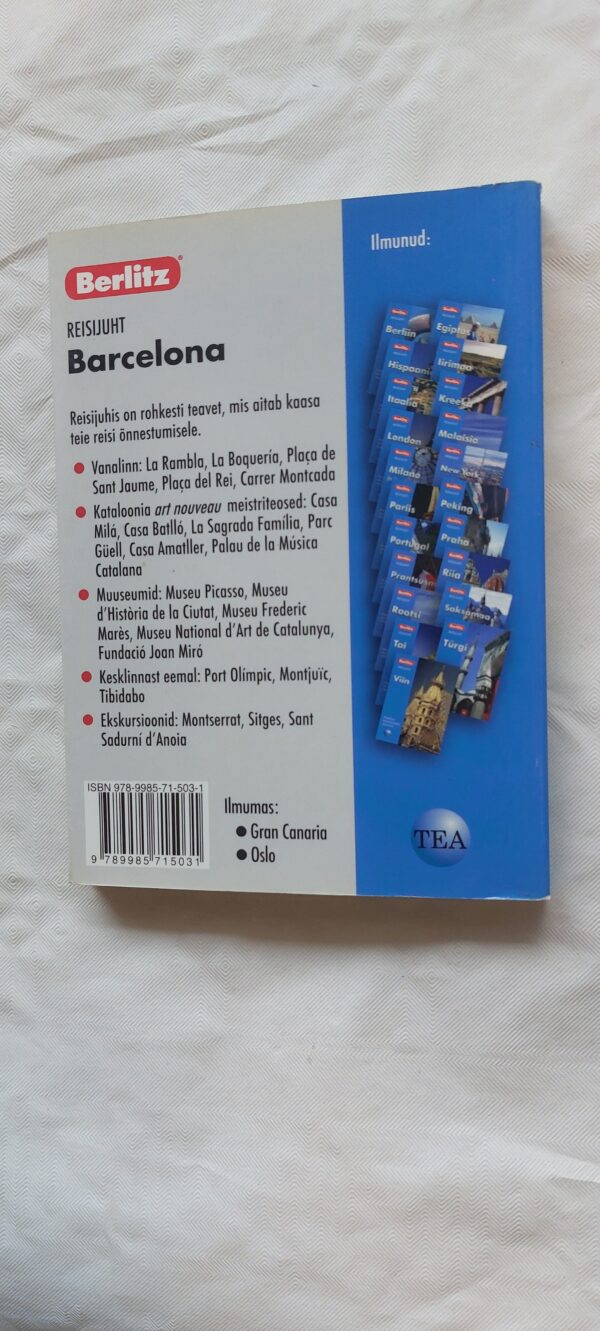 Berlitz
REISIJUHT
Barcelona
Reisijuhis on rohkesti teavet, mis aitab kaasa
teie reisi õnnestumisele.
Vanalinn: La Rambla, La Boquería, Plaça de
Sant Jaume, Plaça del Rei, Carrer Montcada
Kataloonia art nouveau meistriteosed: Casa
Milá, Casa Batlló, La Sagrada Família, Parc
Güell, Casa Amatller, Palau de la Música
Catalana
Muuseumid: Museu Picasso, Museu
d'Història de la Ciutat, Museu Frederic
Marès, Museu National d'Art de Catalunya,
Fundació Joan Miró
Kesklinnast eemal: Port Olímpic, Montjuïc,
Tibidabo
Ekskursioonid: Montserrat, Sitges, Sant
Sadurní d'Anoia
ISBN 978-9985-71-503-1
9 789985 715031
Ilmumas:
Gran Canaria
Oslo
Ilmunud:
Berliin
Egiptus
Iirimaa
Itaalia
London
Malaisia
Milano
New York
Pariis
Peking
Portugal
Praha
Riia
Rootsi
Saksamaa
Tai
Türgi
Berlitz
Viin
TEA